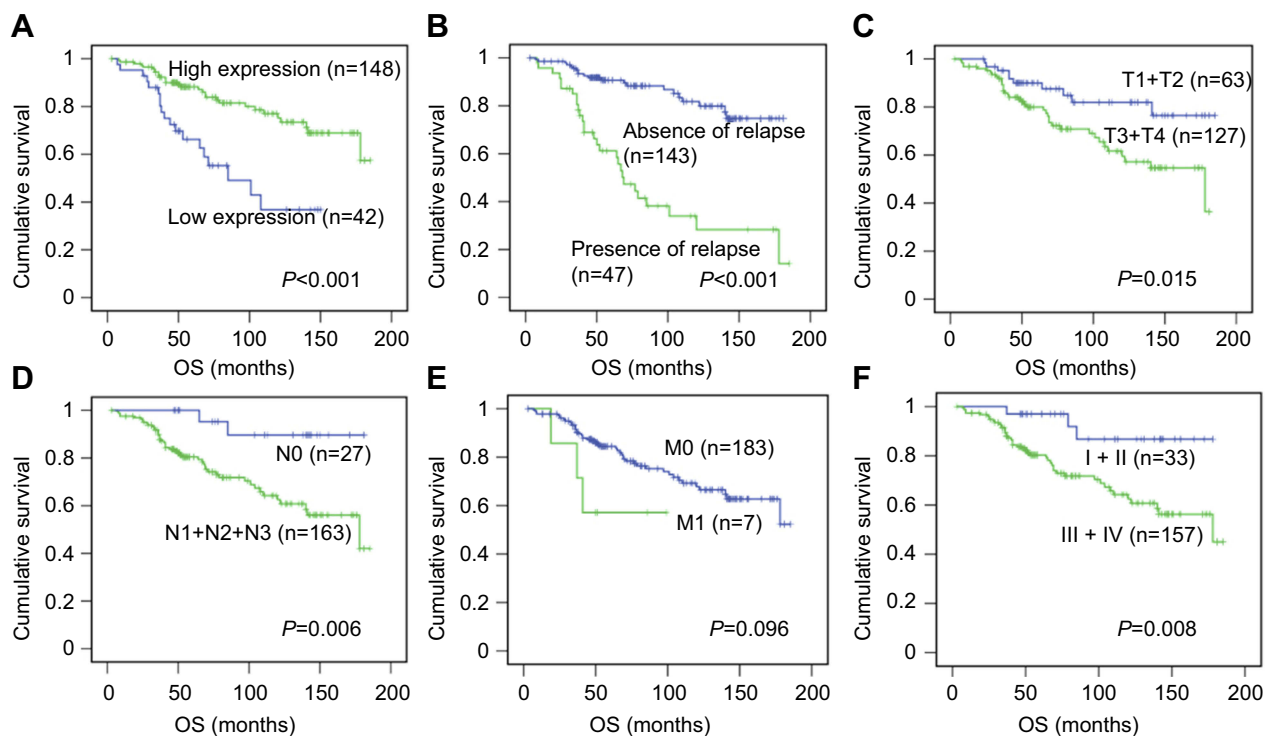 A
Cumulative survival
1
0.8
0.6
0.4
0.2
0
High expression (n=148)
Low expression (n=42)
P<0.001
0 50 100 150 200
OS (months)
B
Cumulative survival
1
0.8
0.6
0.4
0.2
0
Absence of relapse
(n=143)
Presence of relapse
(n=47)
P<0.001
0 50 100 150 200
OS (months)
C
Cumulative survival
1
0.8
0.6
0.4
0.2
0
T1+T2 (n=63)
T3+T4 (n=127)
P=0.015
0 50 100 150 200
OS (months)
D
Cumulative survival
1
0.8
0.6
0.4
0.2
0
N0 (n=27)
N1+N2+N3 (n=163)
P=0.006
0 50 100 150 200
OS (months)
E
Cumulative survival
1
0.8
0.6
0.4
0.2
0
M0 (n=183)
M1 (n=7)
P=0.096
0 50 100 150 200
OS (months)
F
Cumulative survival
1
0.8
0.6
0.4
0.2
0
I + II (n=33)
III + IV (n=157)
P=0.008
0 50 100 150 200
OS (months)